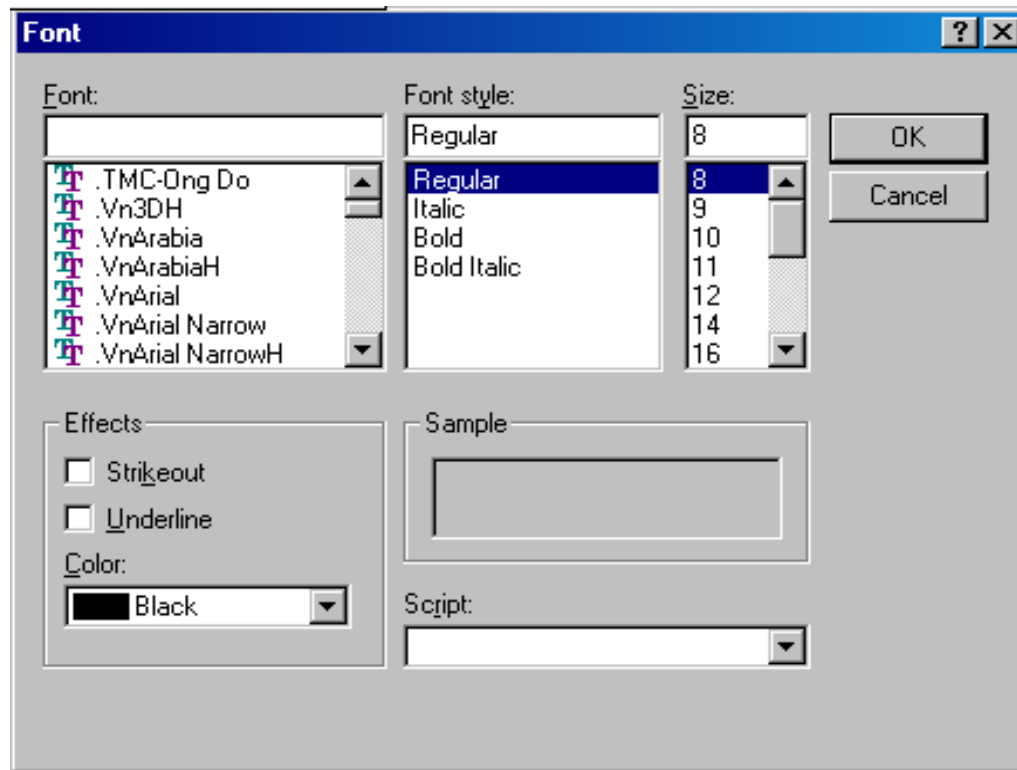 Font
Font:
Font style:
Size:
Regular
8
OK
Cancel
.TMC-Ong Do
.Vn3DH
.VnArabia
.VnArabiaH
.VnArial
.VnArial Narrow
.VnArial NarrowH
Regular
Italic
Bold
Bold Italic
8
9
10
11
12
14
16
Effects
Strikeout
Underline
Color:
Black
Sample
Script: